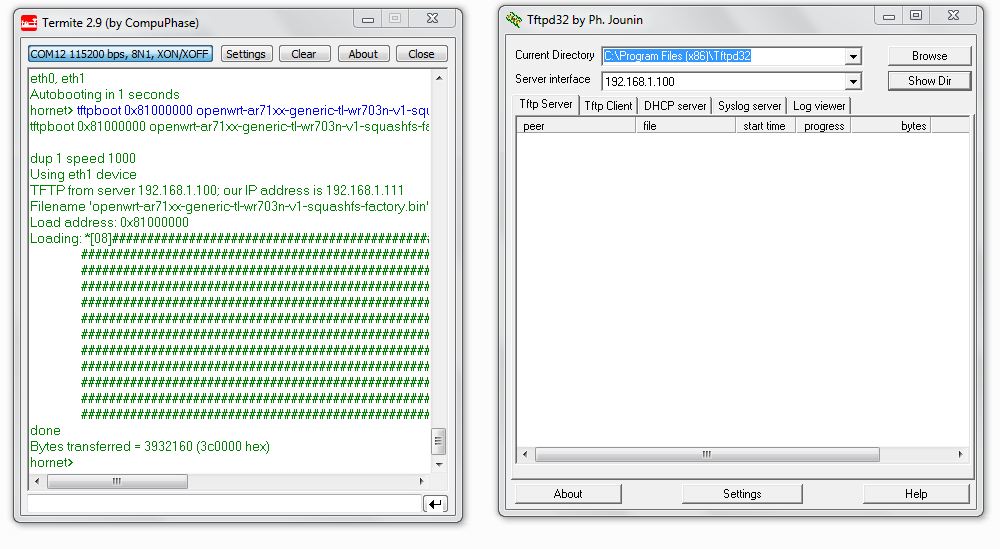 Termite 2.9 (by CompuPhase)
COM12 115200 bps, 8N1, XON/XOFF Settings Clear About Close
eth0, eth1
Autobooting in 1 seconds
hornet> tftpboot 0x81000000 openwrt-ar71xx-generic-tl-wr703n-v1-squ
tftpboot 0x81000000 openwrt-ar71xx-generic-tl-wr703n-v1-squashfs-fa
dup 1 speed 1000
Using eth1 device
TFTP from server 192.168.1.100; our IP address is 192.168.1.111
Filename 'openwrt-ar71xx-generic-tl-wr703n-v1-squashfs-factory.bin'
Load address: 0x81000000
Loading: *[08]########################################
###########################################
###########################################
###########################################
###########################################
###########################################
###########################################
###########################################
###########################################
###########################################
###########################################
###########################################
done
Bytes transferred = 3932160 (3c0000 hex)
hornet>
Tftpd32 by Ph. Jounin
Current Directory C:\Program Files (x86)\Tftpd32 Browse
Server interface 192.168.1.100 Show Dir
Tftp Server Tftp Client DHCP server Syslog server Log viewer
peer file start time progress bytes
About Settings Help